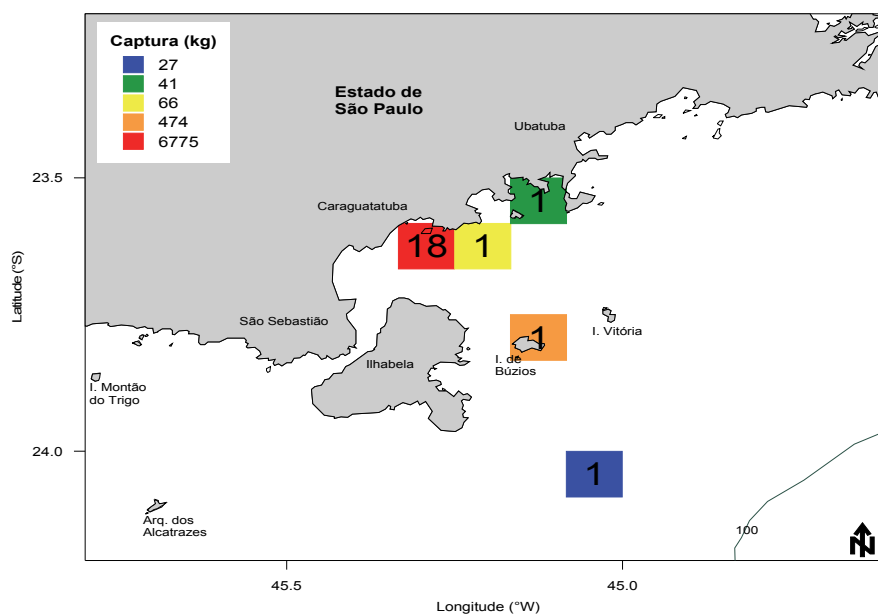 Captura (kg)
27
41
66
474
6775
Estado de
São Paulo
Ubatuba
23.5
Caraguatatuba
1
18
1
Latitude (°S)
São Sebastião
1
I. Vitória
Ilhabela
I. de
Búzios
I. Montão
do Trigo
24.0
1
Arq. dos
Alcatrazes
100
N
45.5
45.0
Longitude (°W)